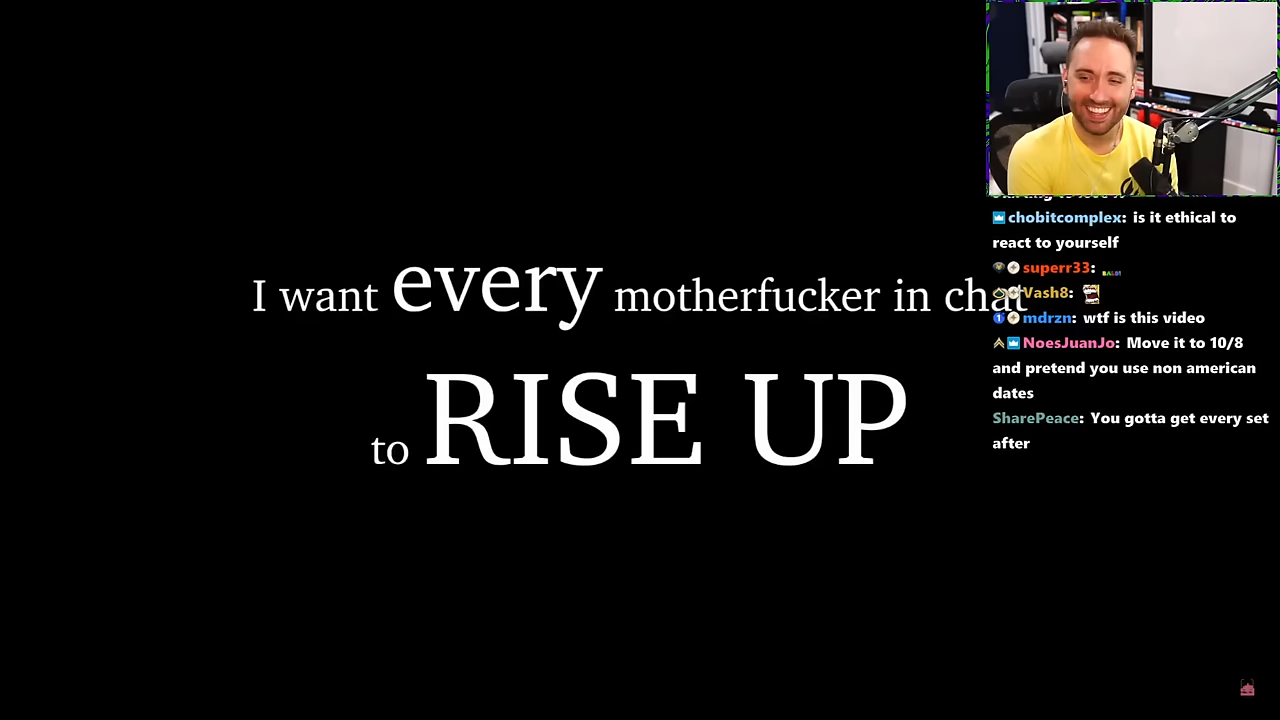 I want every motherfucker in chat
to RISE UP
chobitcomplex: is it ethical to
react to yourself
superr33:
Vash8:
mdrzn: wtf is this video
NoesJuanJo: Move it to 10/8
and pretend you use non american
dates
SharePeace: You gotta get every set
after